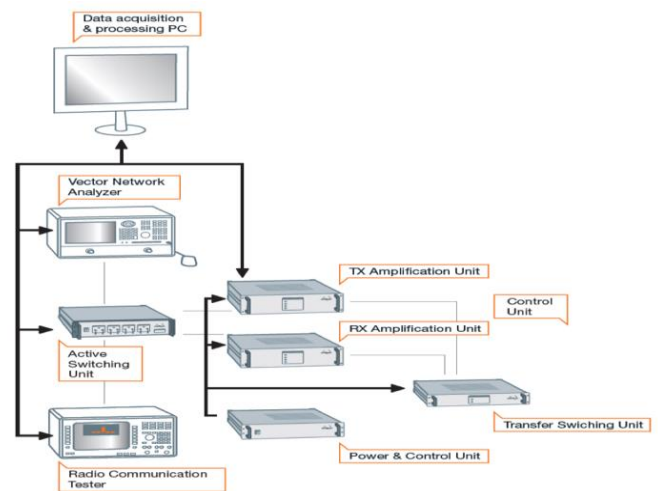 Data acquisition
& processing PC
Vector Network
Analyzer
TX Amplification Unit
Control
Unit
RX Amplification Unit
Active
Switching
Unit
Transfer Swiching Unit
Power & Control Unit
Radio Communication
Tester